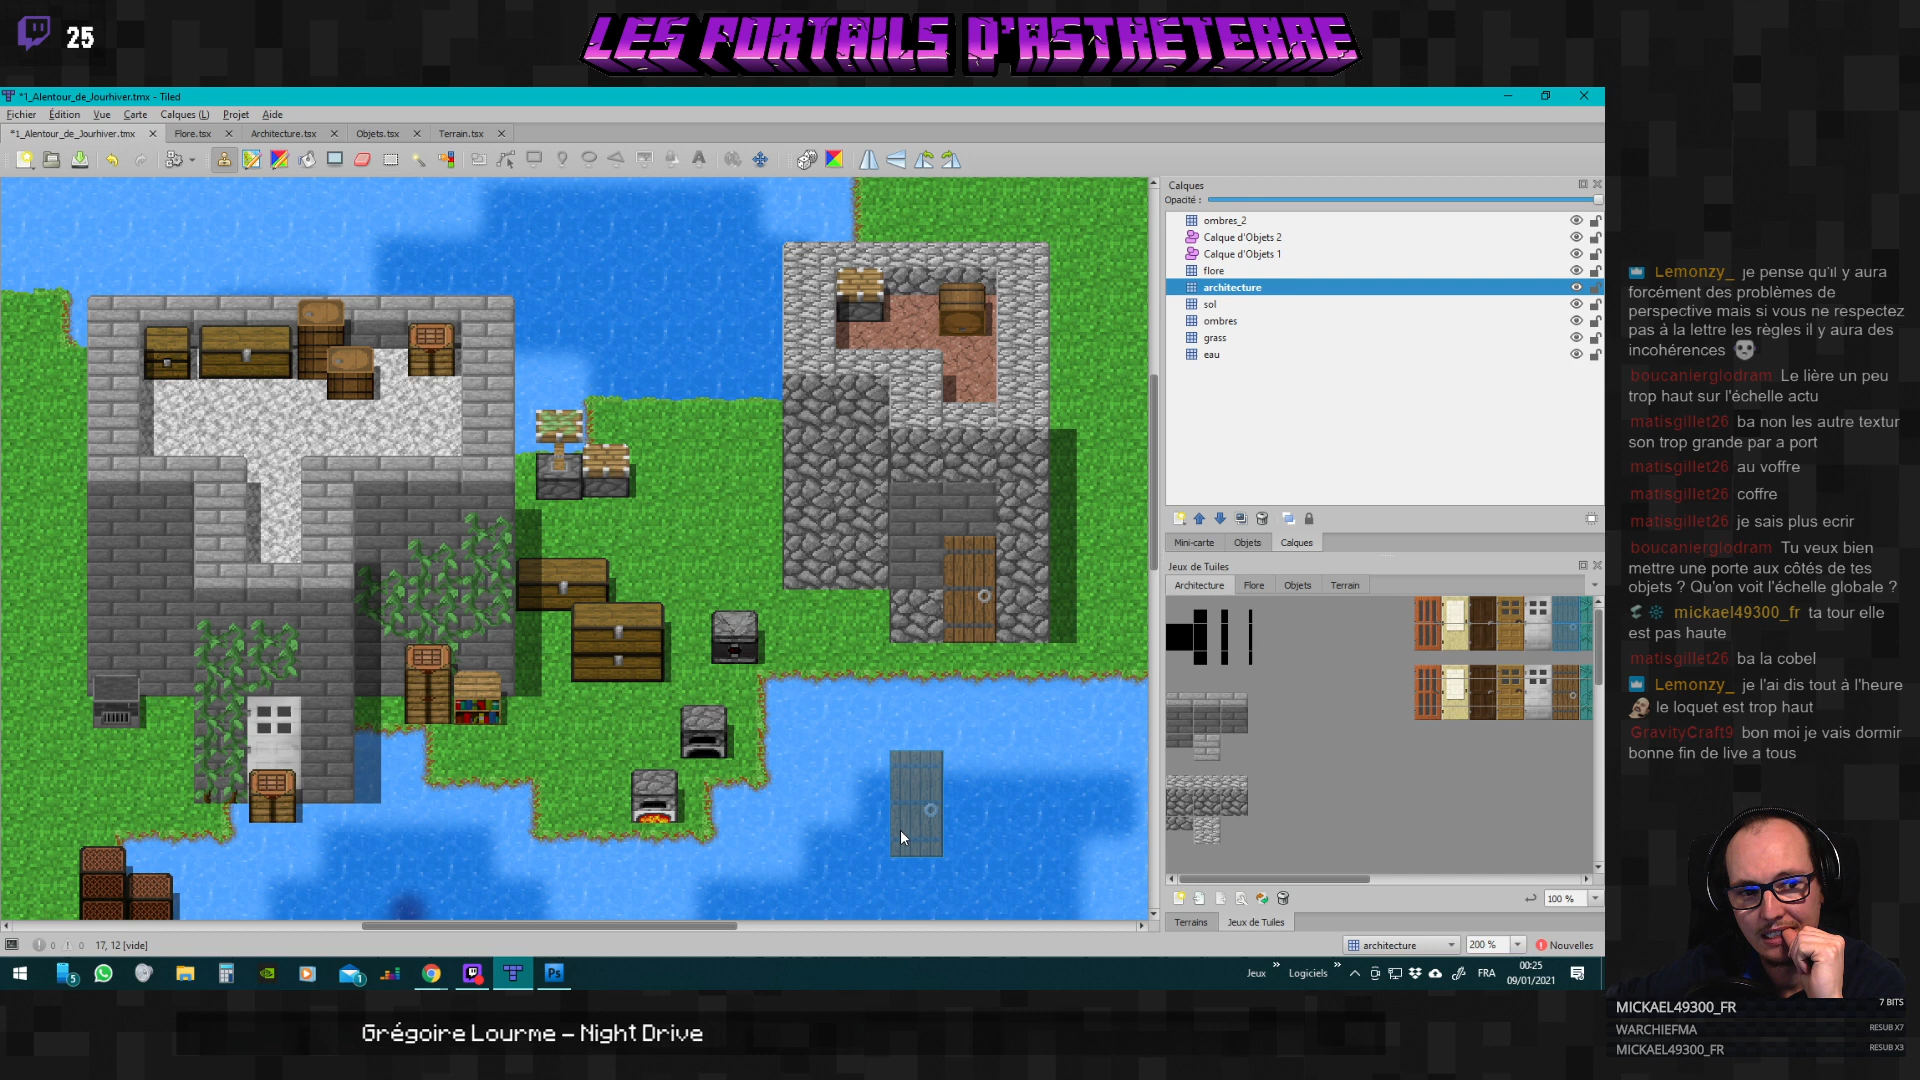 25
LES PORTAILS D'ASTRETERRE
*1_Alentour_de_Jourhiver.tmx - Tiled
Fichier Édition Vue Carte Calques (L) Projet Aide
*1_Alentour_de_Jourhiver.tmx Flore.tsx Architecture.tsx Objets.tsx Terrain.tsx
Calques
Opacité :
ombres_2
Calque d'Objets 2
Calque d'Objets 1
flore
architecture
sol
ombres
grass
eau
Mini-carte Objets Calques
Jeux de Tuiles
Architecture Flore Objets Terrain
100 %
Terrains Jeux de Tuiles
0 0 17, 12 [vide]
architecture 200 % Nouvelles
5 1 Ps Jeux Logiciels FRA
00:25
09/01/2021
Lemonzy_ je pense qu'il y aura
forcément des problèmes de
perspective mais si vous ne respectez
pas à la lettre les règles il y aura des
incohérences
boucanierglodram Le lière un peu
trop haut sur l'échelle actu
matisgillet26 ba non les autre textur
son trop grande par a port
matisgillet26 au voffre
matisgillet26 coffre
matisgillet26 je sais plus ecrir
boucanierglodram Tu veux bien
mettre une porte aux côtés de tes
objets ? Qu'on voit l'échelle globale ?
mickael49300_fr ta tour elle
est pas haute
matisgillet26 ba la cobel
Lemonzy_ je l'ai dis tout à l'heure
le loquet est trop haut
GravityCraft9 bon moi je vais dormir
bonne fin de live a tous
MICKAEL49300_FR 7 BITS
WARCHIEFMA RESUB X7
MICKAEL49300_FR RESUB X3
Grégoire Lourme – Night Drive